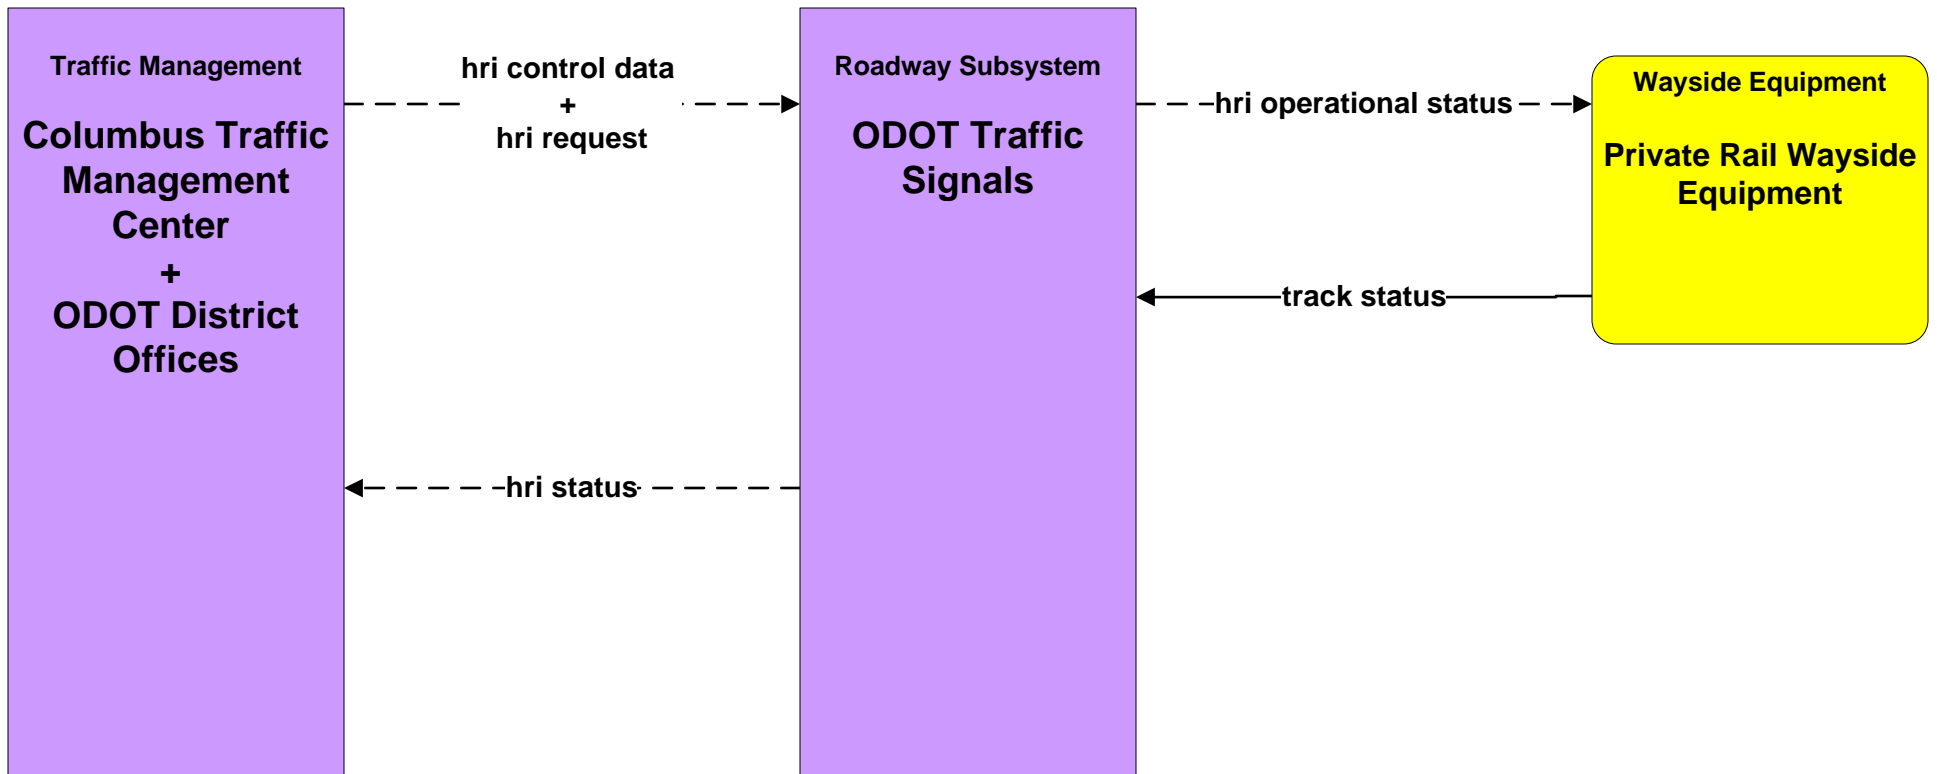 Traffic Management
Columbus Traffic
Management
Center
+
ODOT District
Offices
hri control data
+
hri request
hri status
Roadway Subsystem
ODOT Traffic
Signals
hri operational status
track status
Wayside Equipment
Private Rail Wayside
Equipment